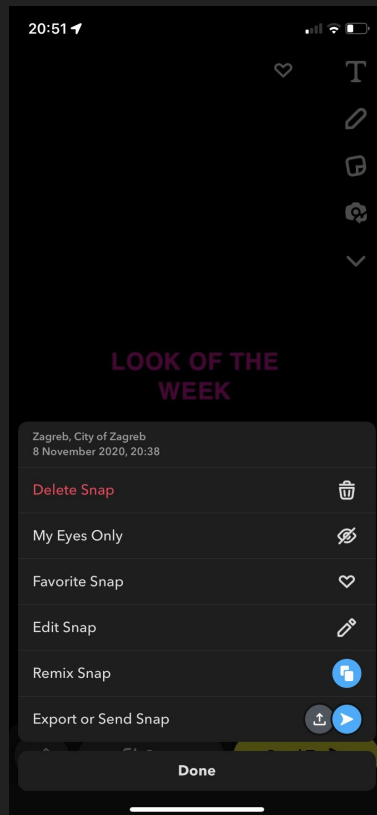 20:51
T
LOOK OF THE
WEEK
Zagreb, City of Zagreb
8 November 2020, 20:38
Delete Snap
My Eyes Only
Favorite Snap
Edit Snap
Remix Snap
Export or Send Snap
Done